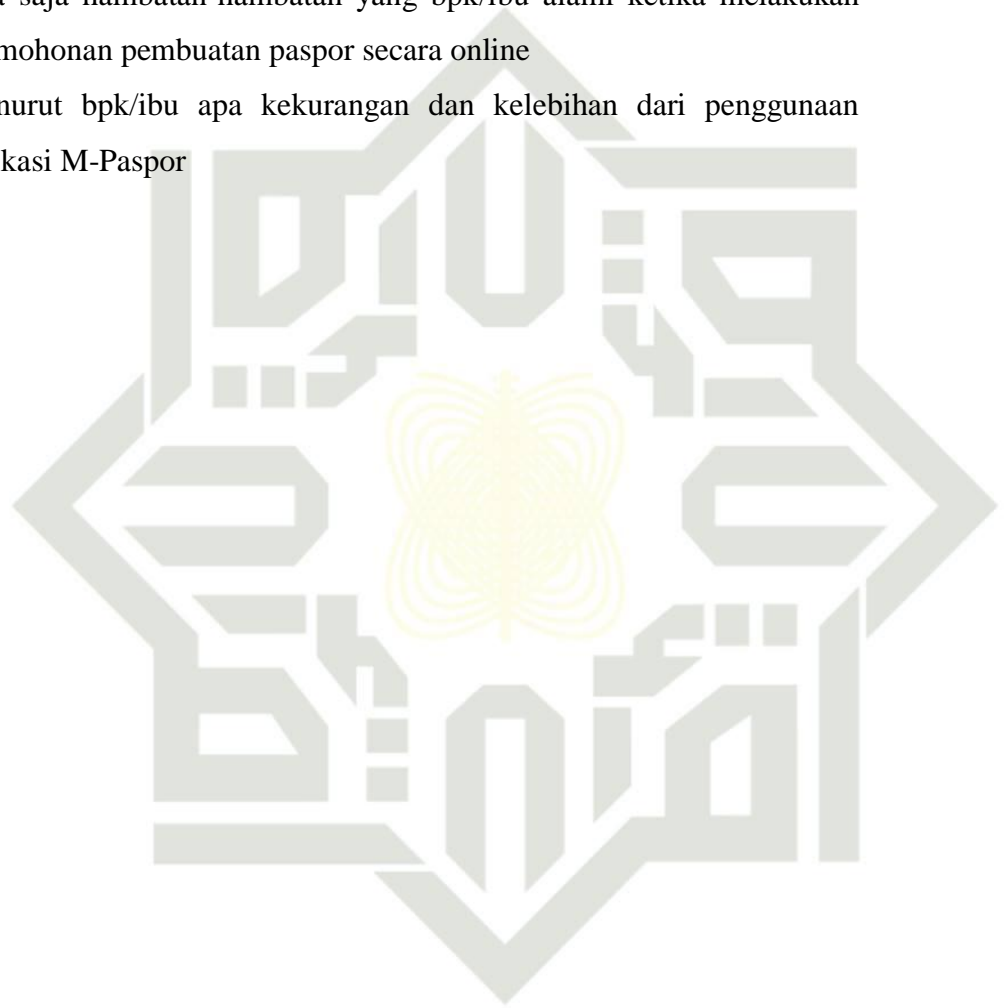 saja hambatan-hambatan yang bpk/ibu alami ketika melakukan
mohonan pembuatan paspor secara online
nurut bpk/ibu apa kekurangan dan kelebihan dari penggunaan
kasi M-Paspor